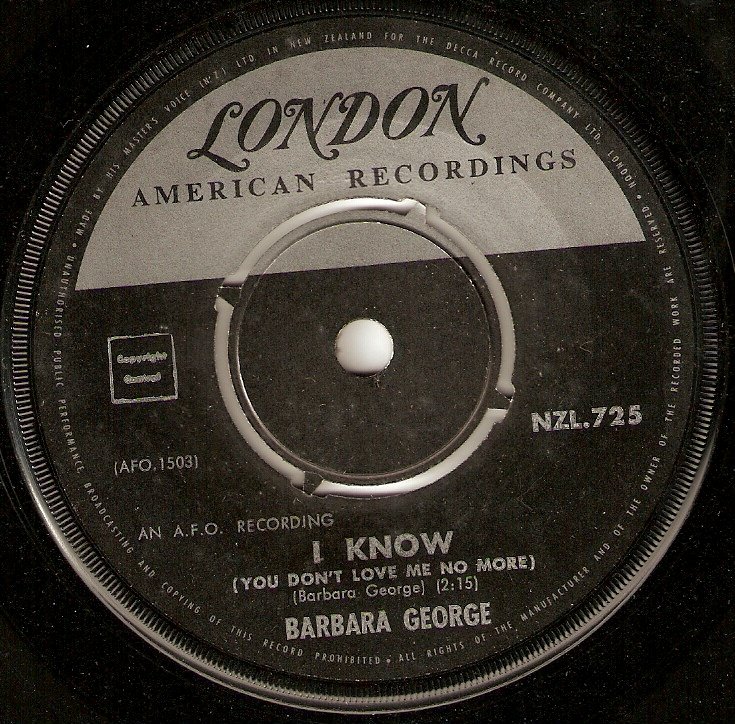 MADE BY HIS MASTER'S VOICE (N.Z.) LTD. IN NEW ZEALAND FOR THE DECCA RECORD COMPANY LTD. LONDON •
LONDON
AMERICAN RECORDINGS
Copyright
Control
NZL.725
(AFO.1503)
AN A.F.O. RECORDING
I KNOW
(YOU DON'T LOVE ME NO MORE)
(Barbara George) (2:15)
BARBARA GEORGE
• UNAUTHORISED PUBLIC PERFORMANCE BROADCASTING AND COPYING OF THIS RECORD PROHIBITED • ALL RIGHTS OF THE MANUFACTURER AND OF THE OWNER OF THE RECORDED WORK ARE RESERVED